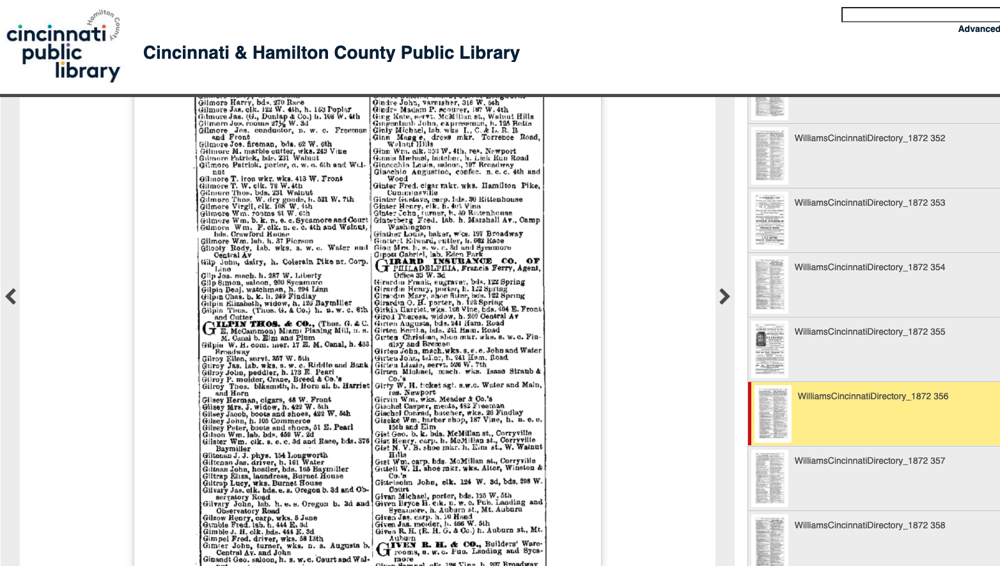 Hamilton County
cincinnati
public
library
Cincinnati & Hamilton County Public Library
Advanced
Gilmore Harry, bds. 270 Race
Gilmore Jas. clk. 122 W. 4th, h. 153 Poplar
Gilmore Jas. (G., Dunlap & Co.) h. 108 W. 4th
Gilmore Jos. rooms 27½ W. 3d
Gilmore Jos. conductor, n. w. c. Freeman
and Front
Gilmore Jos. fireman, bds. 62 W. 6th
Gilmore M. marble cutter, wks. 243 Vine
Gilmore Patrick, bds. 231 Walnut
Gilmore Patrick, porter, n. w. c. 6th and Wal-
nut
Gilmore T. iron wkr. wks. 413 W. Front
Gilmore T. W. clk. 76 W. 4th
Gilmore Thos. bds. 231 Walnut
Gilmore Thos. W. dry goods, h. 521 W. 7th
Gilmore Virgil, clk. 108 W. 4th
Gilmore Wm. rooms 81 W. 6th
Gilmore Wm. b. k. n. e. c. Sycamore and Court
Gilmore Wm. F. clk. n. e. c. 4th and Walnut,
bds. Crawford House
Gilmore Wm. lab. h. 37 Pierson
Gilooly Rody, lab. wks. s. w. c. Water and
Central Av
Gilp John, dairy, h. Colerain Pike nr. Corp.
Line
Gilp Jos. mach. h. 287 W. Liberty
Gilp Simon, saloon, 200 Sycamore
Gilpin Benj. watchman, h. 294 Linn
Gilpin Chas. b. k. h. 249 Findlay
Gilpin Elizabeth, widow, h. 126 Baymiller
Gilpin Thos. (Thos. G. & Co.) h. n. w. c. 8th
and Cutter
GILPIN THOS. & CO., (Thos. G. & C.
E. McCammon) Miami Planing Mill, n. s.
M. Canal b. Elm and Plum
Gilpin W. H. com. mer. 17 E. M. Canal, h. 433
Broadway
Gilroy Ellen, servt. 357 W. 5th
Gilroy Jas. lab. wks. s. w. c. Riddle and Bank
Gilroy John, peddler, h. 173 E. Pearl
Gilroy P. molder, Crane, Breed & Co.'s
Gilroy Thos. blksmith, h. Horn al. b. Harriet
and Horn
Gilsey Herman, cigars, 48 W. Front
Gilsey Mrs. J. widow, h. 422 W. 5th
Gilsey Jacob, boots and shoes, 422 W. 5th
Gilsey John, h. 105 Commerce
Gilsey Peter, boots and shoes, 51 E. Pearl
Gilson Wm. lab. bds. 459 W. 2d
Gilster Wm. clk. s. e. c. 3d and Race, bds. 376
Baymiller
Giltenan J. J. phys. 154 Longworth
Giltenan Jas. driver, h. 161 Water
Giltman John, hostler, bds. 165 Baymiller
Giltrap Eliza, laundress, Burnet House
Giltrap Lucy, wks. Burnet House
Gilvary Jas. clk. bds. e. s. Oregon b. 3d and Ob-
servatory Road
Gilvary John, lab. h. e. s. Oregon b. 3d and
Observatory Road
Gilzow Henry, carp. wks. 5 Jane
Gimble Fred. lab. h. 444 E. 3d
Gimble J. H. clk. bds. 444 E. 3d
Gimpel Fred. driver, wks. 58 13th
Gimter John, turner, wks. n. s. Augusta b.
Central Av. and John
Ginandt Geo. saloon, h. s. w. c. Court and Wal-
Gindre John, varnisher, 316 W. 5th
Gindre Madam P. scourer, 187 W. 4th
Ging Kate, servt. McMillan st., Walnut Hills
Gingenbach John, expressman, h. 125 Betts
Ginly Michael, lab. wks I., C. & L. R. R
Ginn Maggie, dress mkr. Torrence Road,
Walnut Hills
Ginn Wm. clk. 353 W. 4th, res. Newport
Ginnis Michael, butcher, h. Lick Run Road
Ginocchio Louis, saloon, 197 Broadway
Ginochio Augustine, confec. n. e. c. 4th and
Wood
Ginter Fred. cigar mkr. wks. Hamilton Pike,
Cumminsville
Ginter Gustave, carp. bds. 30 Rittenhouse
Ginter Henry, clk. h. 405 Vine
Ginter John, turner, h. 30 Rittenhouse
Ginterberg Fred. lab. h. Marshall Av., Camp
Washington
Ginther Louis, baker, wks. 197 Broadway
Gintert Edward, cutter, h. 662 Race
Giou Mrs. h. s. w. c. 3d and Sycamore
Gipott Gabriel, lab. Eden Park
GIRARD INSURANCE CO. OF
PHILADELPHIA, Francis Ferry, Agent,
Office 33 W. 3d
Girardin Frank, engraver, bds. 122 Spring
Girardin Henry, porter, h. 122 Spring
Girardin Mary, shoe fitter, bds. 122 Spring
Girardin O. H. porter, h. 122 Spring
Girkin Harriet, wks. 168 Vine, bds. 404 E. Front
Girod Theresa, widow, h. 269 Central Av
Girten Augusta, bds. 241 Ham. Road
Girten Bertha, bds. 241 Ham. Road
Girten Christian, shoe mkr. wks. s. w. c. Fin-
dlay and Bremen
Girten John, mach. wks. s. e. c. John and Water
Girten John, tailor, h. 241 Ham. Road
Girten Lizzie, servt. 526 W. 7th
Girten Michael, mach. wks. Isaac Straub &
Co.'s
Girty W. H. ticket agt. s.w.c. Water and Main,
res. Newport
Girvin Wm. wks. Meader & Co.'s
Gischel Casper, meats, 482 Freeman
Gischel Conrad, butcher, wks. 26 Findlay
Giseke Wm. barber shop, 187 Vine, h. n. e. c.
15th and Elm
Gist Geo. b. k. bds. McMillan st., Corryville
Gist Henry, carp. h. McMillan st., Corryville
Gist N. V. B. shoe mkr. h. Elm st., W. Walnut
Hills
Gist Wm. carp. bds. McMillan st., Corryville
Gittell W. H. shoe mkr. wks. Alter, Winston &
Co.'s
Gittelsohn John, clk. 124 W. 3d, bds. 298 W.
Court
Givan Michael, porter, bds. 125 W. 5th
Given Bryce H. clk. n. w. c. Pub. Landing and
Sycamore, h. Auburn st., Mt. Auburn
Given Jas. carp. h. 10 Hand
Given Jas. molder, h. 466 W. 5th
Given R. H. (R. H. G. & Co.) h. Auburn st., Mt.
Auburn
GIVEN R. H. & CO., Builders' Ware-
rooms, n. w. c. Pub. Landing and Syca-
more
Given Samuel, clk. 126 Vine, h. 207 Broadway
WilliamsCincinnatiDirectory_1872 352
WilliamsCincinnatiDirectory_1872 353
WilliamsCincinnatiDirectory_1872 354
WilliamsCincinnatiDirectory_1872 355
WilliamsCincinnatiDirectory_1872 356
WilliamsCincinnatiDirectory_1872 357
WilliamsCincinnatiDirectory_1872 358